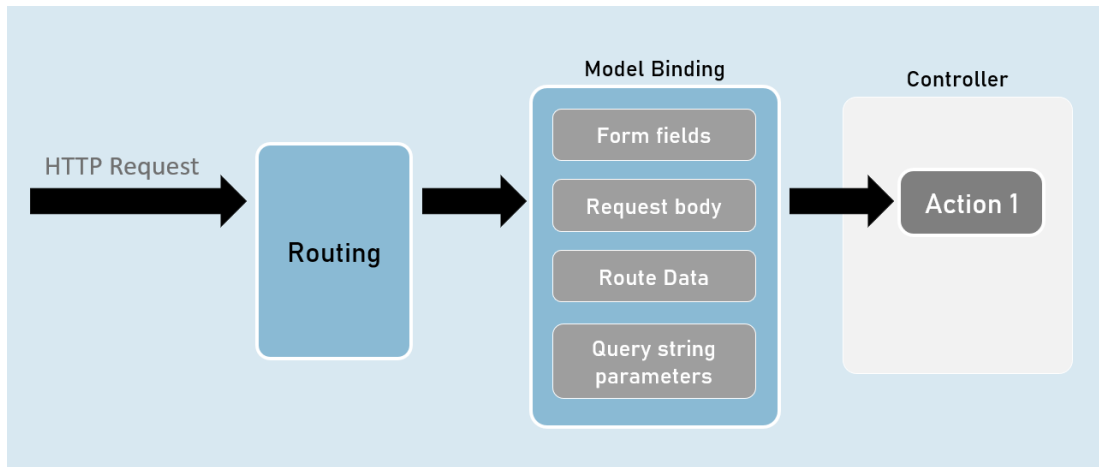 HTTP Request
Routing
Model Binding
Form fields
Request body
Route Data
Query string
parameters
Controller
Action 1